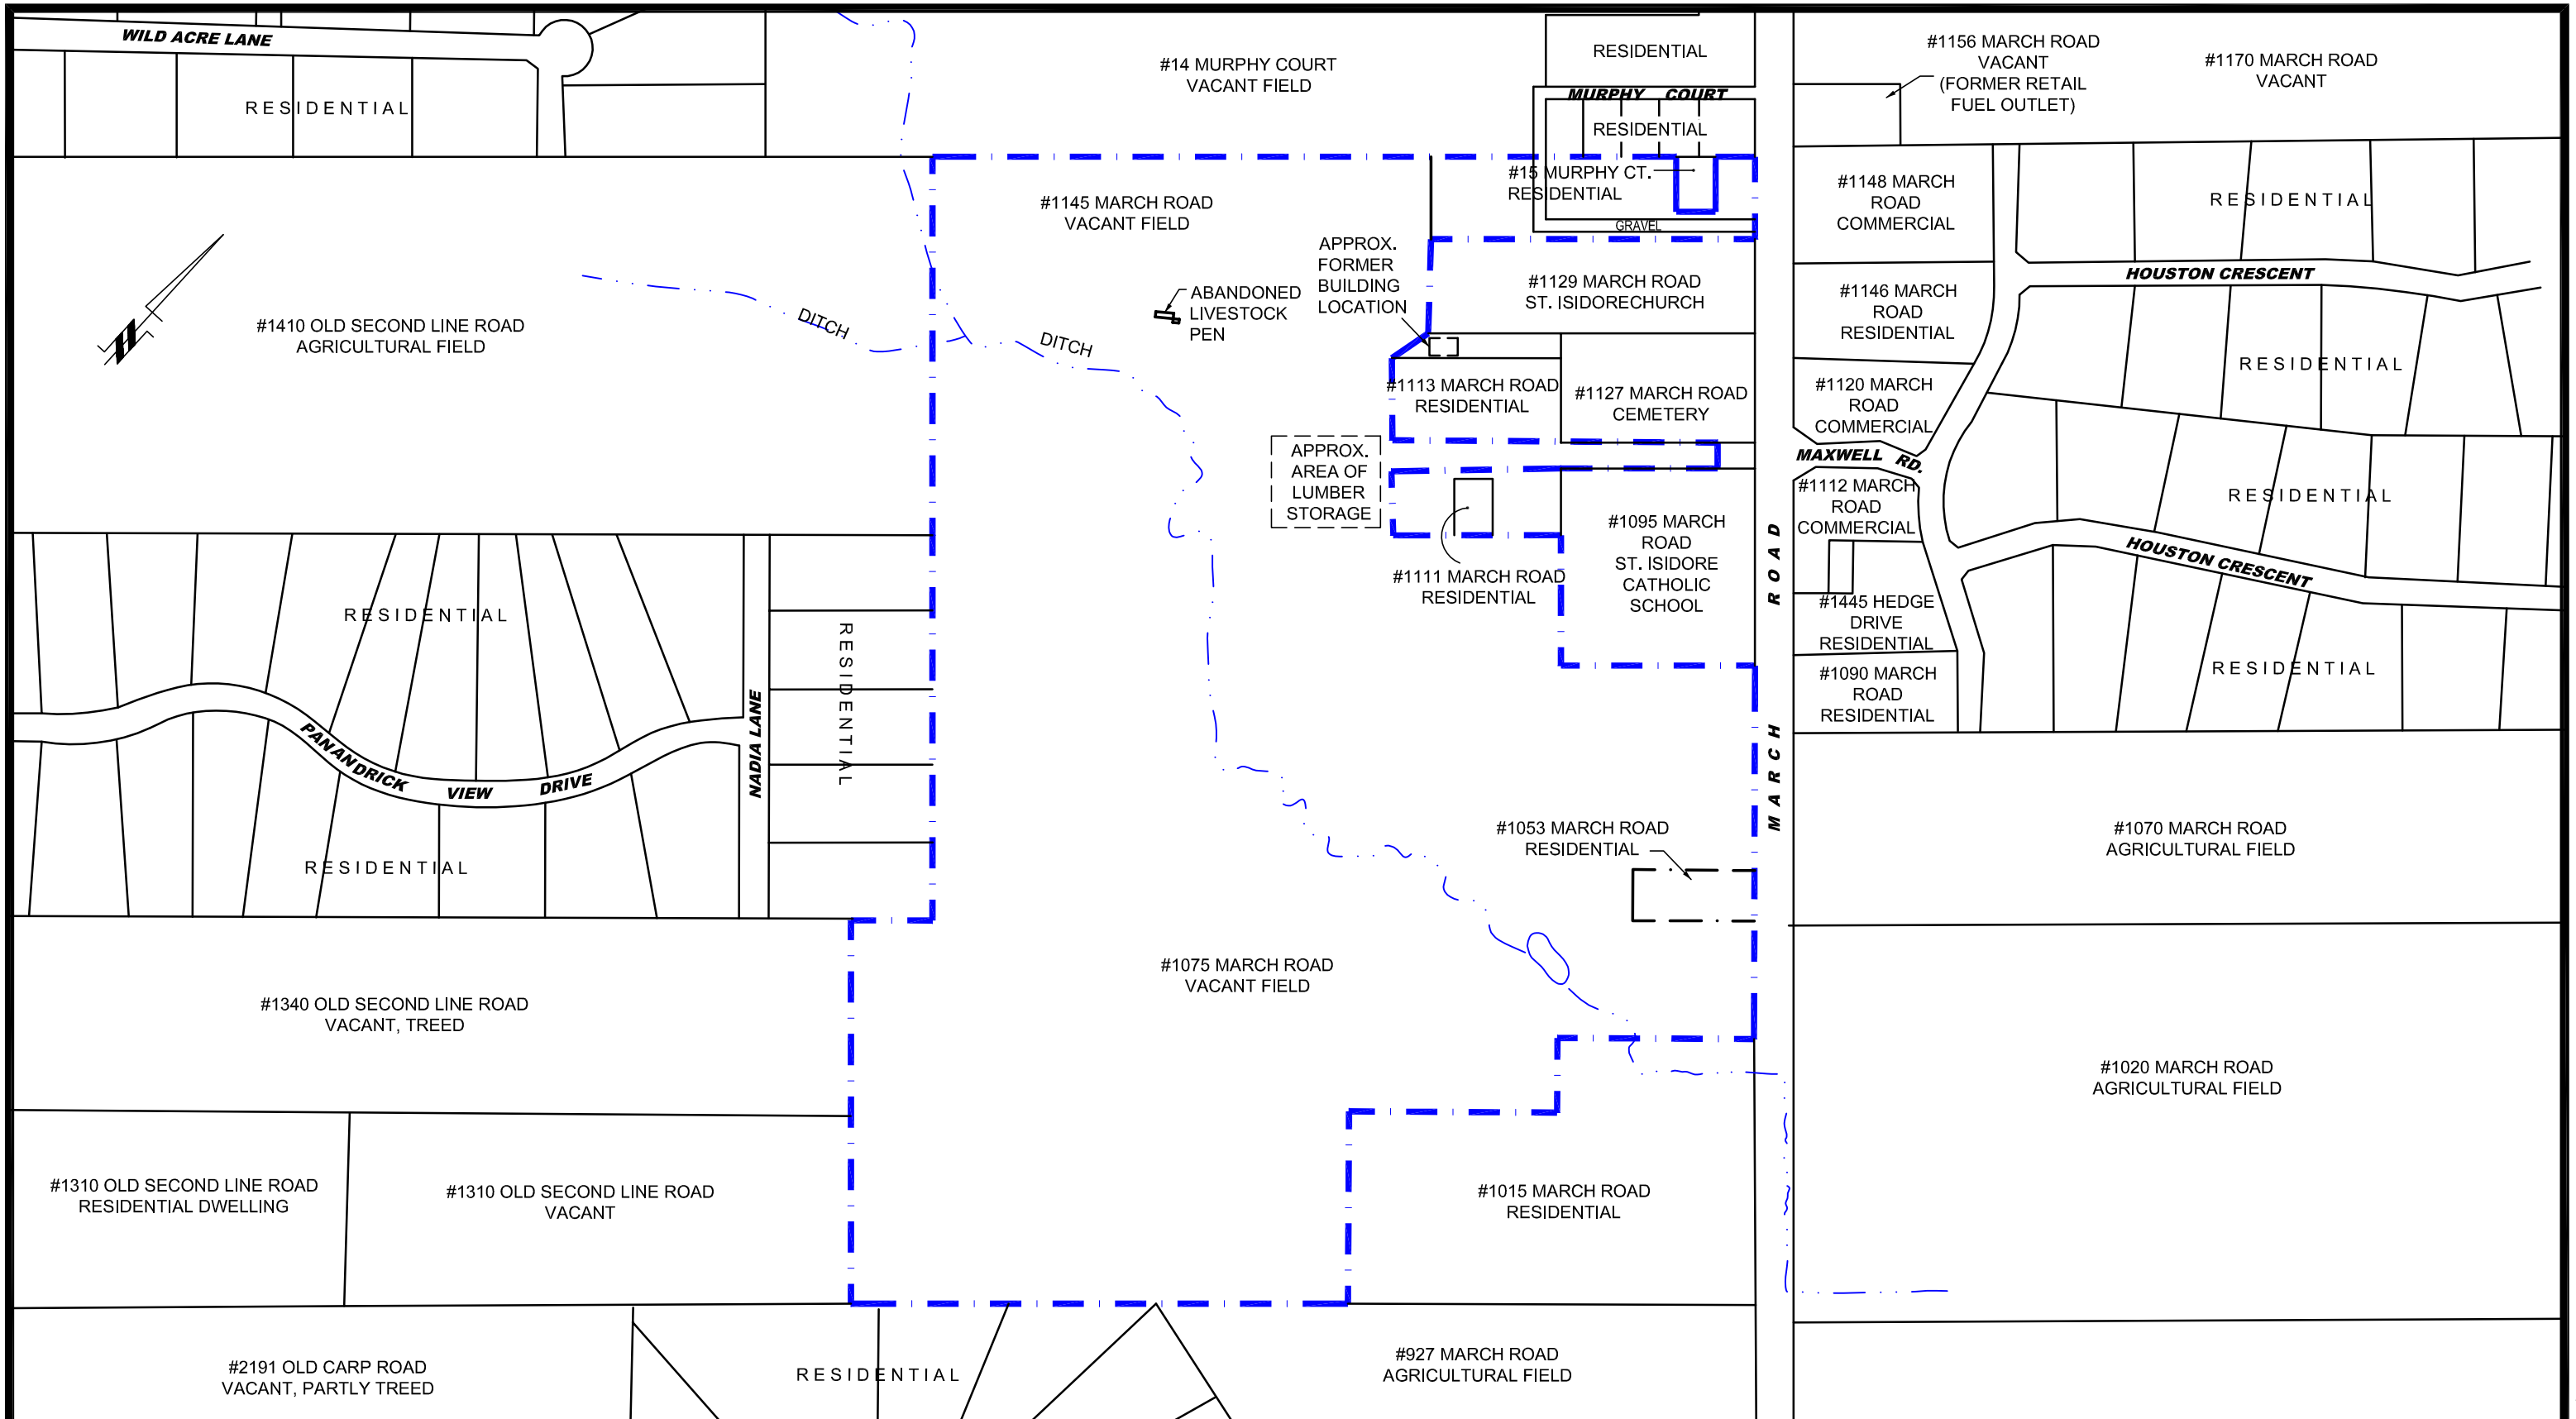 WILD ACRE LANE
RESIDENTIAL
#14 MURPHY COURT
VACANT FIELD
RESIDENTIAL
MURPHY COURT
RESIDENTIAL
#15 MURPHY CT.
RESIDENTIAL
GRAVEL
#1156 MARCH ROAD
VACANT
(FORMER RETAIL
FUEL OUTLET)
#1170 MARCH ROAD
VACANT
#1145 MARCH ROAD
VACANT FIELD
#1148 MARCH
ROAD
COMMERCIAL
RESIDENTIAL
HOUSTON CRESCENT
APPROX.
FORMER
BUILDING
LOCATION
#1129 MARCH ROAD
ST. ISIDORECHURCH
#1146 MARCH
ROAD
RESIDENTIAL
ABANDONED
LIVESTOCK
PEN
DITCH
DITCH
#1410 OLD SECOND LINE ROAD
AGRICULTURAL FIELD
RESIDENTIAL
#1113 MARCH ROAD
RESIDENTIAL
#1127 MARCH ROAD
CEMETERY
#1120 MARCH
ROAD
COMMERCIAL
MAXWELL RD.
APPROX.
AREA OF
LUMBER
STORAGE
#1112 MARCH
ROAD
COMMERCIAL
RESIDENTIAL
#1095 MARCH
ROAD
ST. ISIDORE
CATHOLIC
SCHOOL
HOUSTON CRESCENT
#1111 MARCH ROAD
RESIDENTIAL
#1445 HEDGE
DRIVE
RESIDENTIAL
RESIDENTIAL
RESIDENTIAL
RESIDENTIAL
#1090 MARCH
ROAD
RESIDENTIAL
MARCH ROAD
PANANDRICK VIEW DRIVE
NADIA LANE
RESIDENTIAL
#1053 MARCH ROAD
RESIDENTIAL
#1070 MARCH ROAD
AGRICULTURAL FIELD
#1075 MARCH ROAD
VACANT FIELD
#1340 OLD SECOND LINE ROAD
VACANT, TREED
#1020 MARCH ROAD
AGRICULTURAL FIELD
#1310 OLD SECOND LINE ROAD
RESIDENTIAL DWELLING
#1310 OLD SECOND LINE ROAD
VACANT
#1015 MARCH ROAD
RESIDENTIAL
#2191 OLD CARP ROAD
VACANT, PARTLY TREED
RESIDENTIAL
#927 MARCH ROAD
AGRICULTURAL FIELD